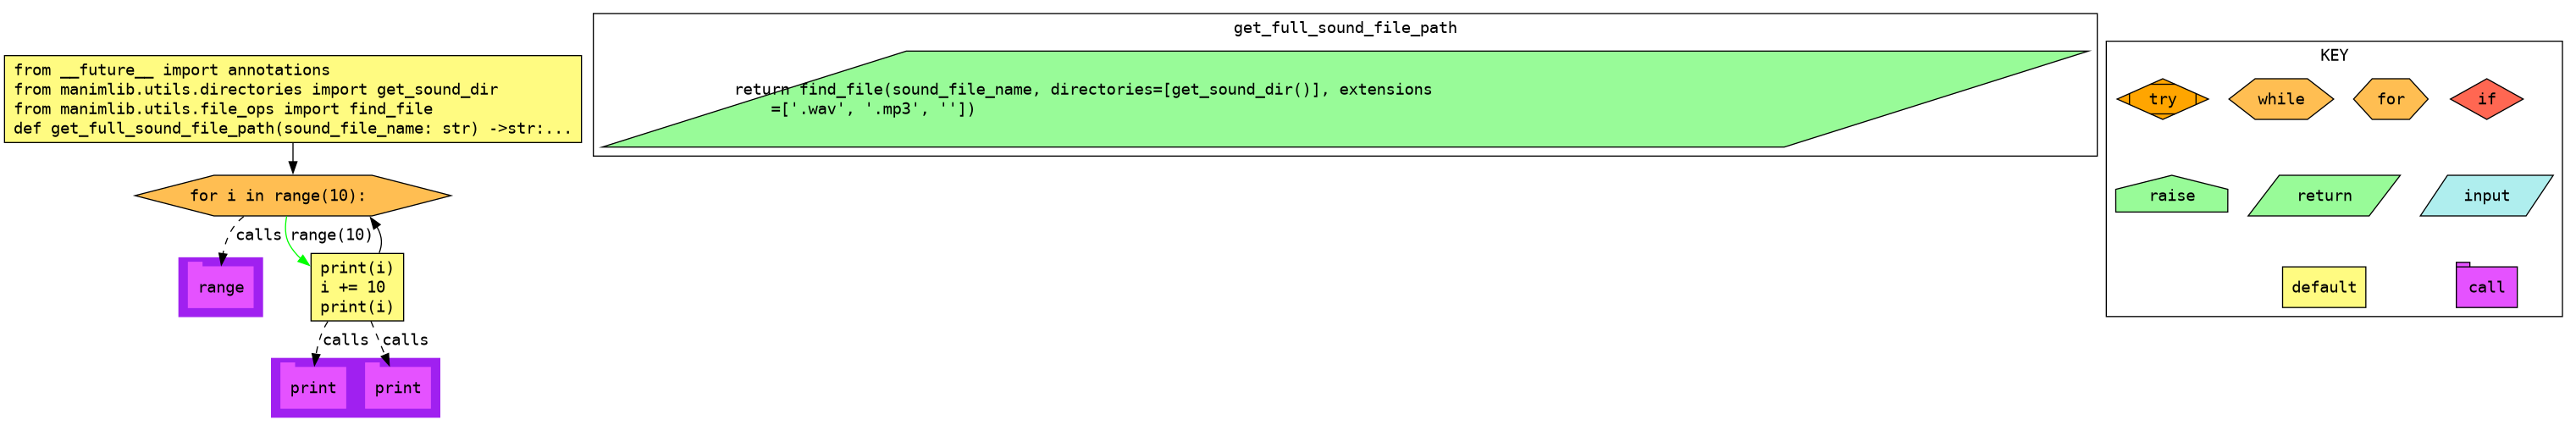 from __future__ import annotations
from manimlib.utils.directories import get_sound_dir
from manimlib.utils.file_ops import find_file
def get_full_sound_file_path(sound_file_name: str) ->str:...
for i in range(10):
calls
range(10)
range
print(i)
i += 10
print(i)
calls
calls
print
print
get_full_sound_file_path
return find_file(sound_file_name, directories=[get_sound_dir()], extensions
=['.wav', '.mp3', ''])
KEY
try
while
for
if
raise
return
input
default
call